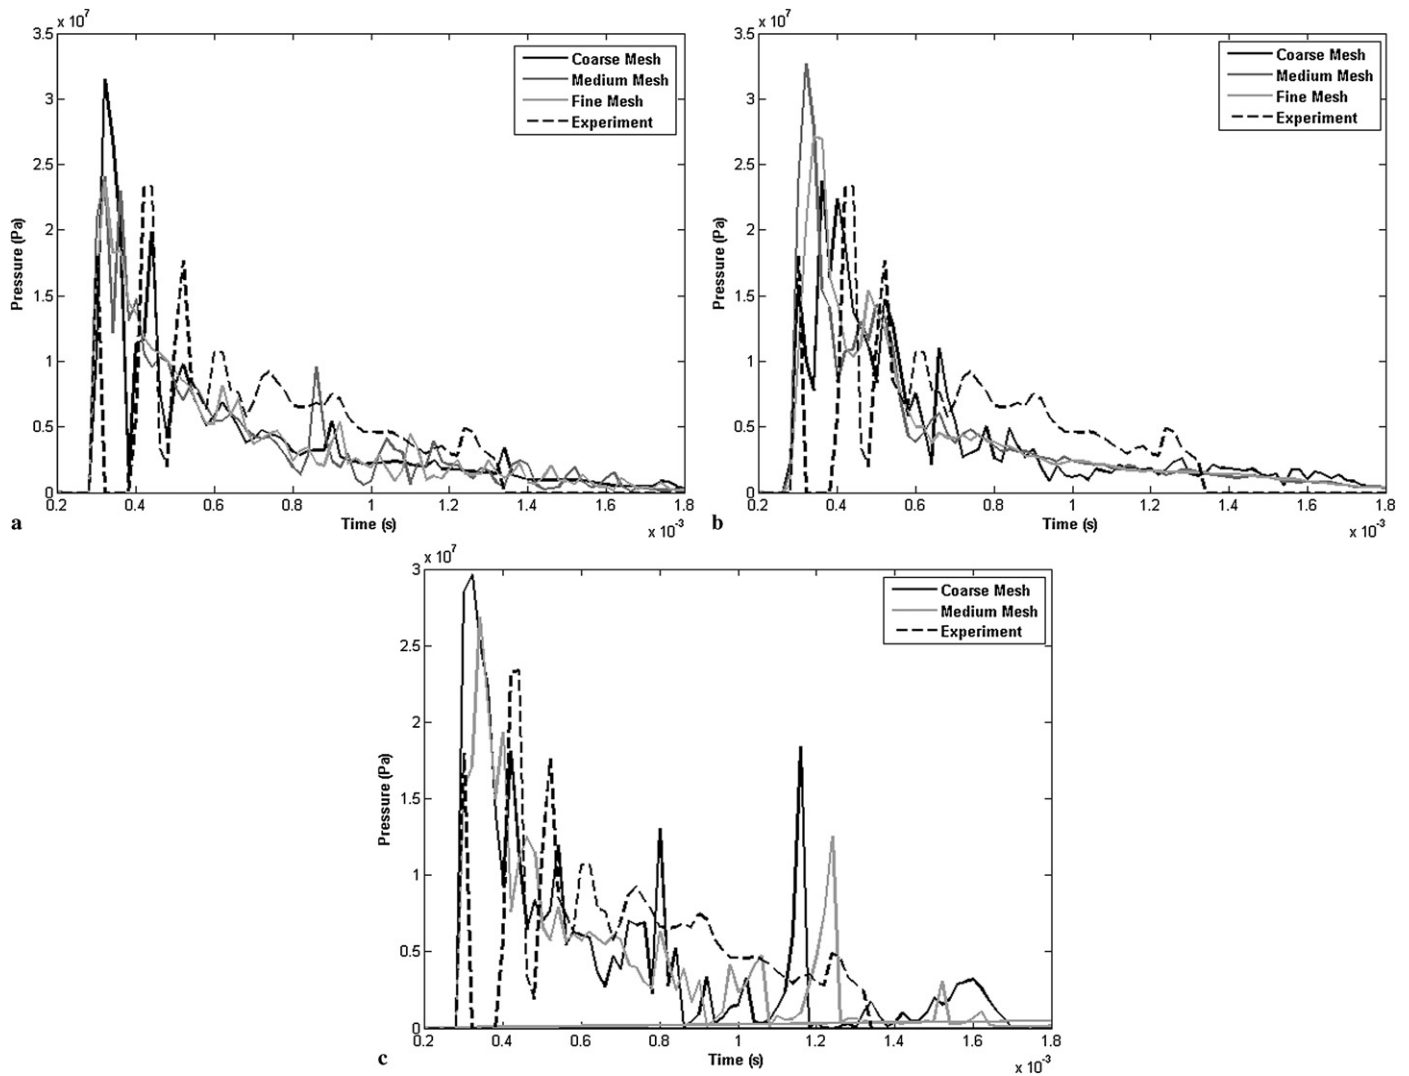 x 10^7
3.5
3
2.5
2
1.5
1
0.5
0
Pressure (Pa)
Coarse Mesh
Medium Mesh
Fine Mesh
Experiment
0.2 0.4 0.6 0.8 1 1.2 1.4 1.6 1.8
Time (s)
x 10^-3
a
x 10^7
3.5
3
2.5
2
1.5
1
0.5
0
Pressure (Pa)
Coarse Mesh
Medium Mesh
Fine Mesh
Experiment
0.2 0.4 0.6 0.8 1 1.2 1.4 1.6 1.8
Time (s)
x 10^-3
b
x 10^7
3
2.5
2
1.5
1
0.5
0
Pressure (Pa)
Coarse Mesh
Medium Mesh
Experiment
0.2 0.4 0.6 0.8 1 1.2 1.4 1.6 1.8
Time (s)
x 10^-3
c